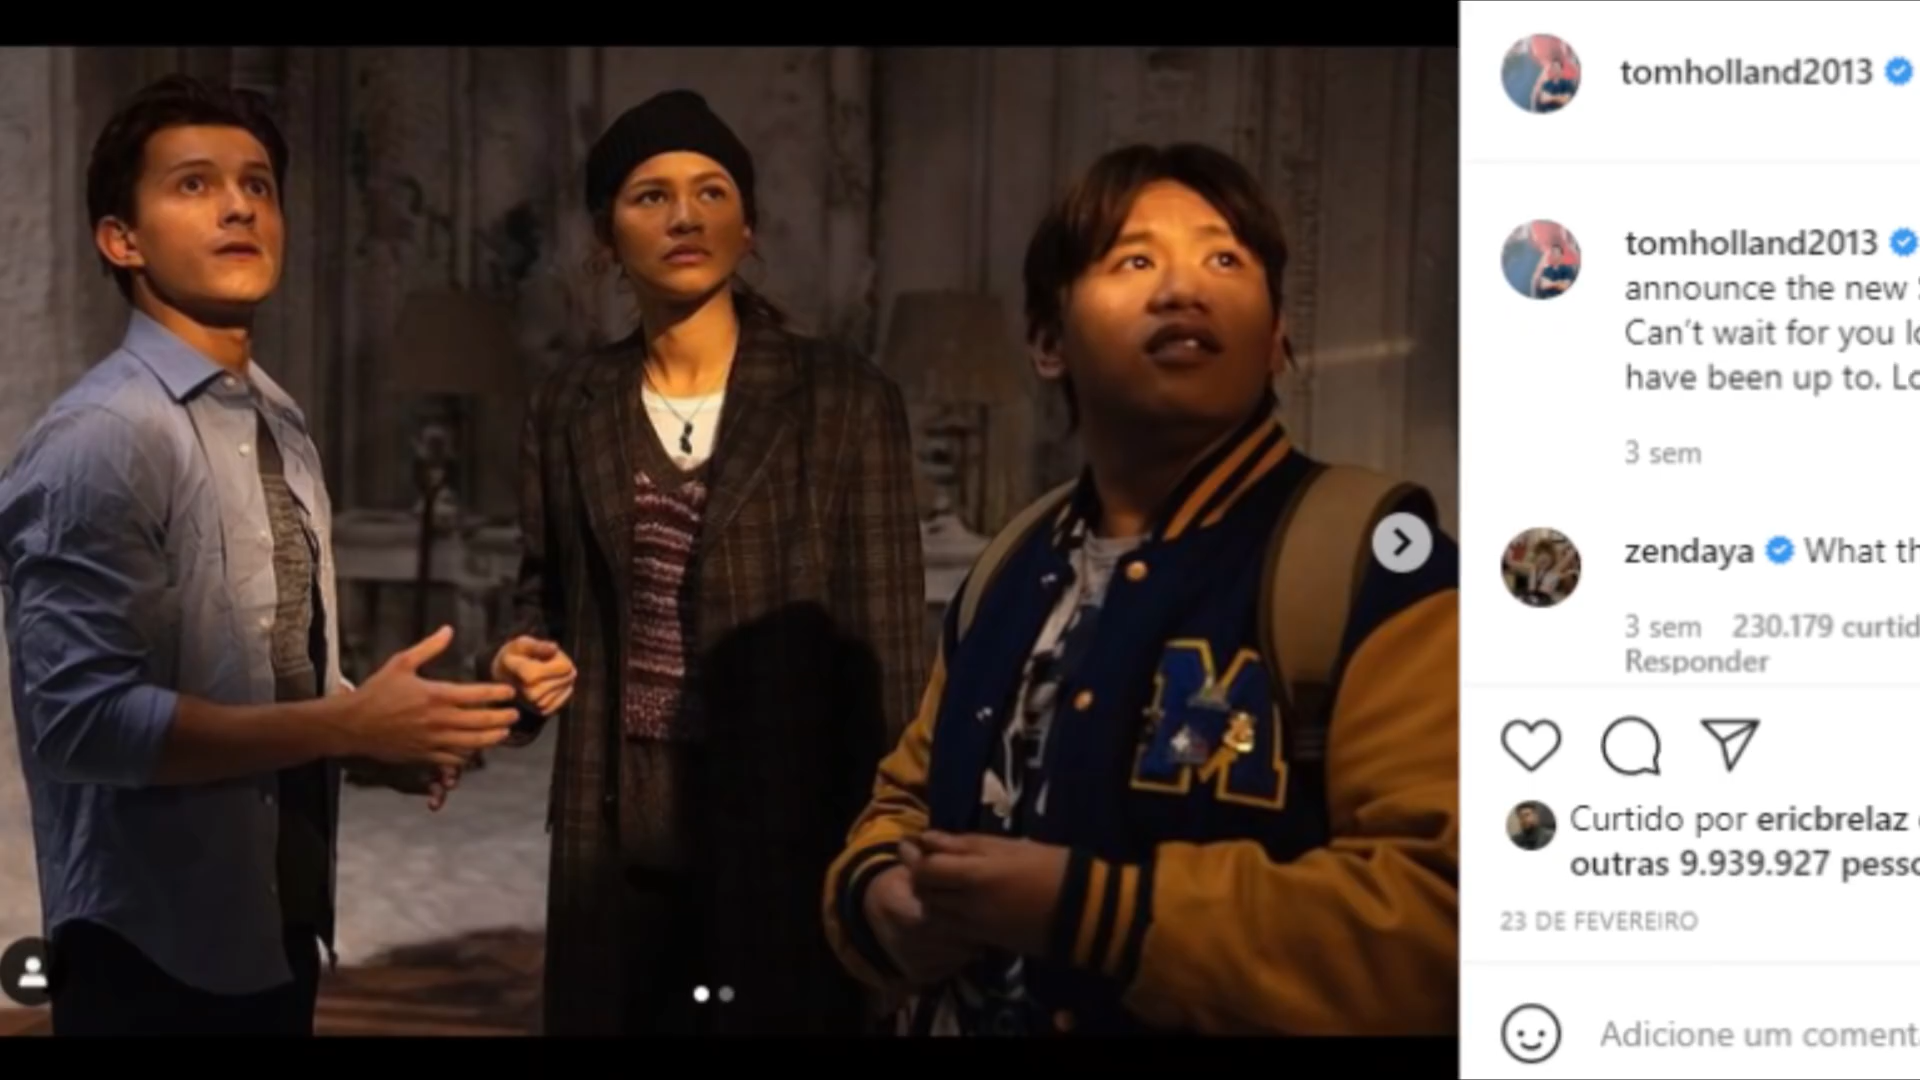 tomholland2013
tomholland2013
announce the new
Can’t wait for you
have been up to.
3 sem
zendaya What
3 sem 230.179
Responder
M
Curtido por ericbrelaz
outras 9.939.927
23 DE FEVEREIRO
Adicione um